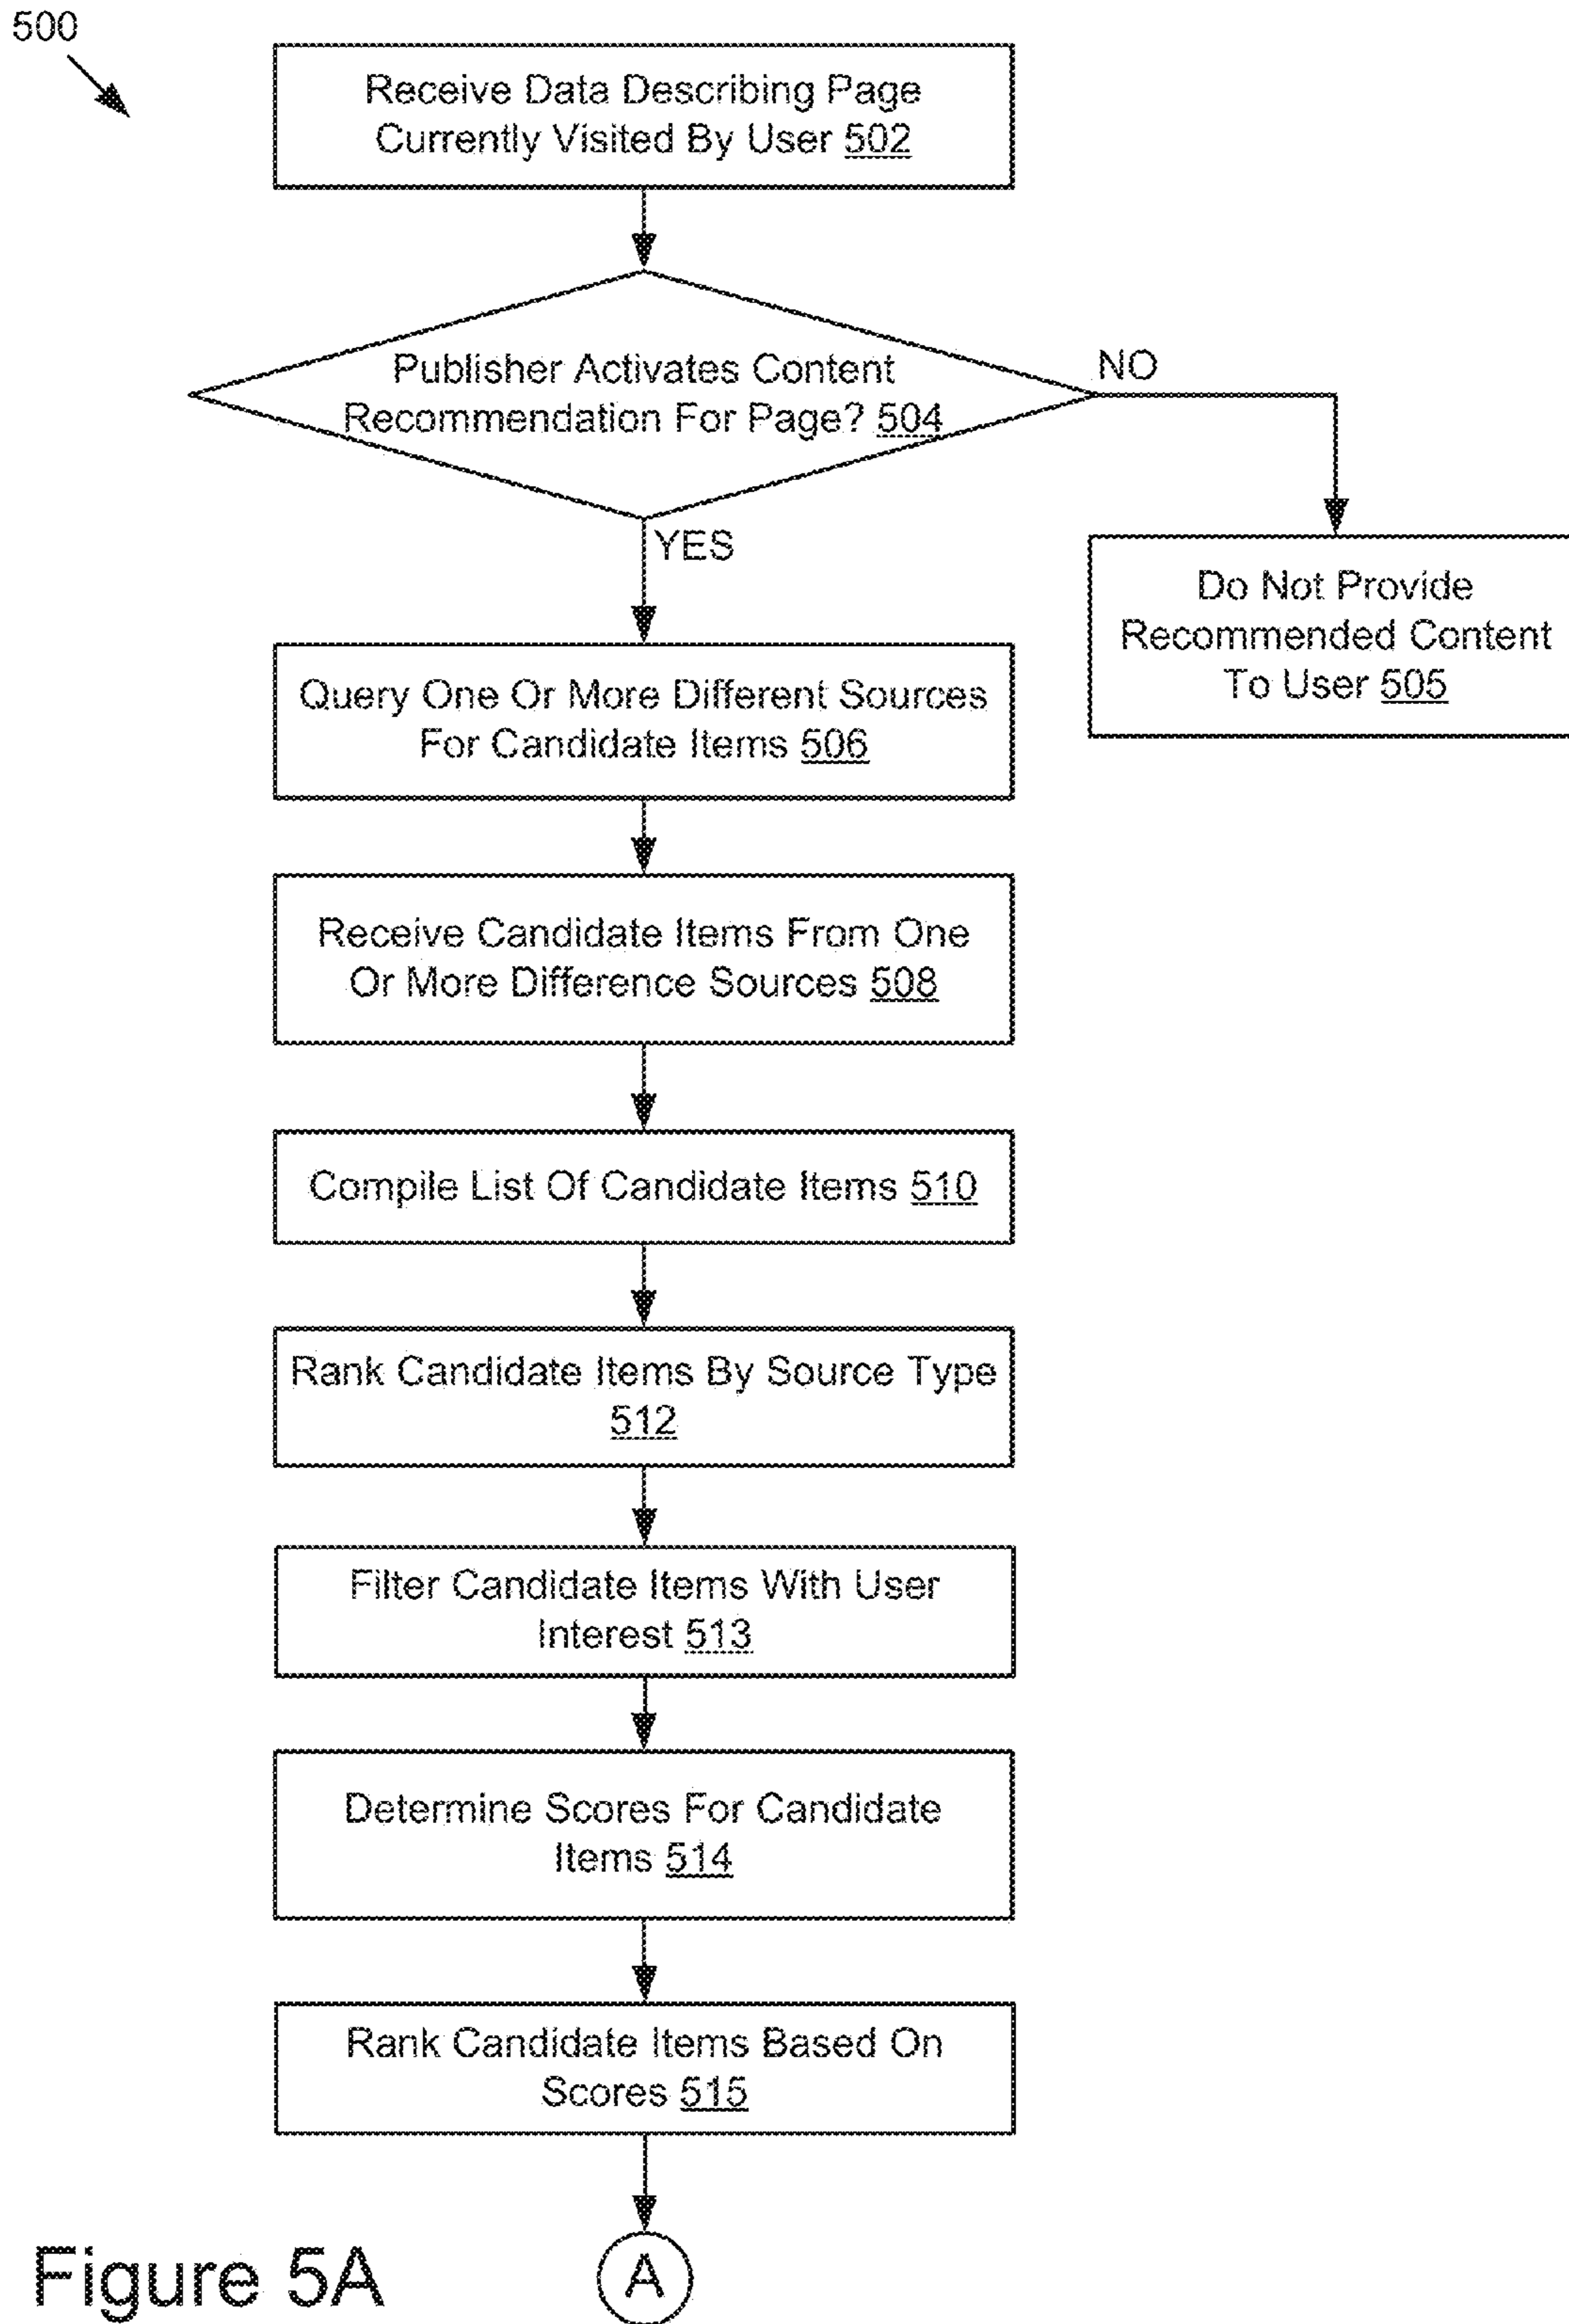 500
Receive Data Describing Page
Currently Visited By User 502
Publisher Activates Content
Recommendation For Page? 504
NO
YES
Do Not Provide
Recommended Content
To User 505
Query One Or More Different Sources
For Candidate Items 506
Receive Candidate Items From One
Or More Difference Sources 508
Compile List Of Candidate Items 510
Rank Candidate Items By Source Type
512
Filter Candidate Items With User
Interest 513
Determine Scores For Candidate
Items 514
Rank Candidate Items Based On
Scores 515
A
Figure 5A